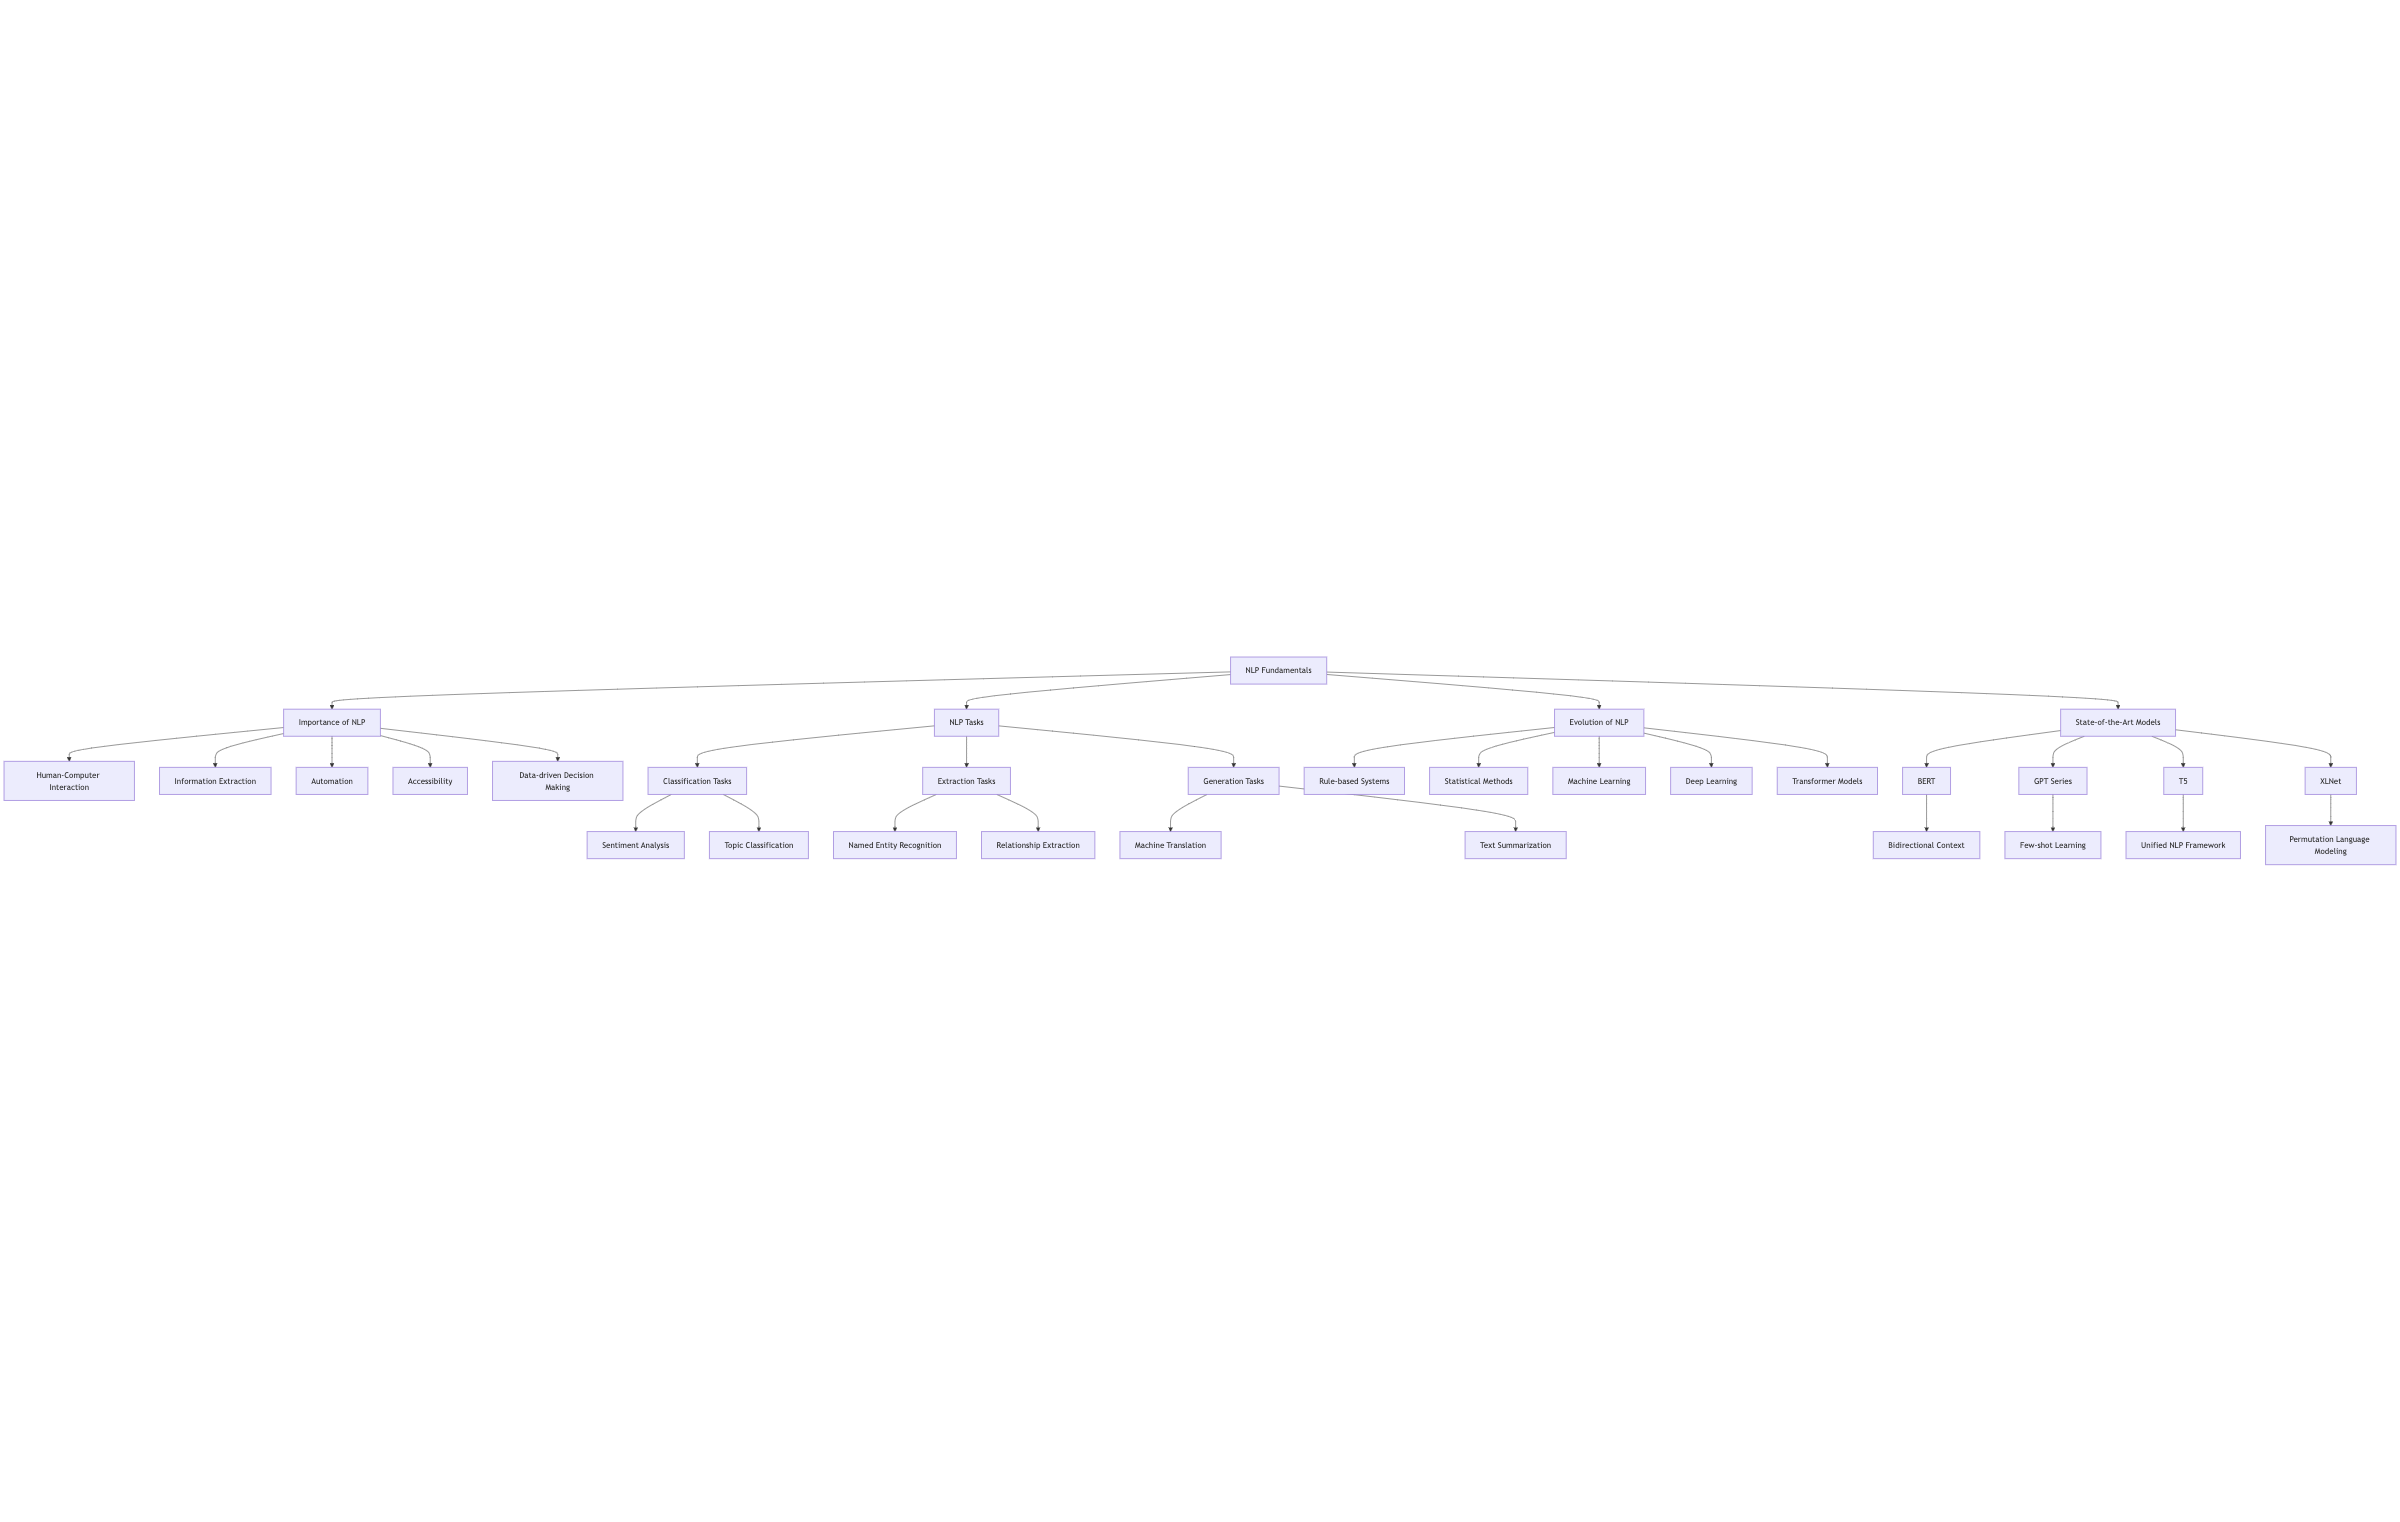 NLP Fundamentals
Importance of NLP
NLP Tasks
Evolution of NLP
State-of-the-Art Models
Human-Computer
Interaction
Information Extraction
Automation
Accessibility
Data-driven Decision
Making
Classification Tasks
Extraction Tasks
Generation Tasks
Rule-based Systems
Statistical Methods
Machine Learning
Deep Learning
Transformer Models
BERT
GPT Series
T5
XLNet
Sentiment Analysis
Topic Classification
Named Entity Recognition
Relationship Extraction
Machine Translation
Text Summarization
Bidirectional Context
Few-shot Learning
Unified NLP Framework
Permutation Language
Modeling